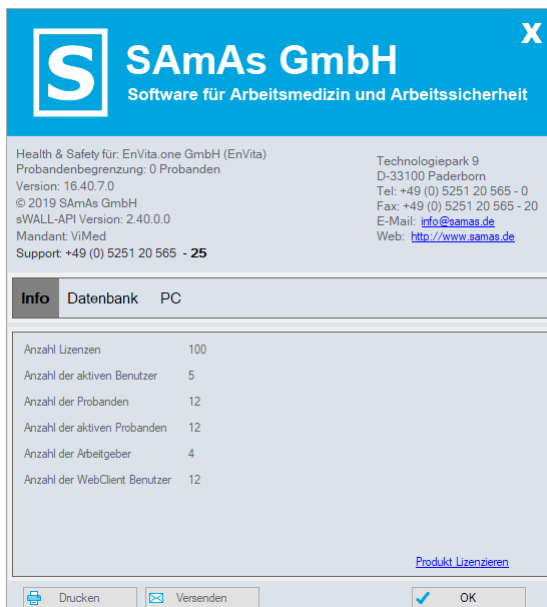 X
S
SAmAs GmbH
Software für Arbeitsmedizin und Arbeitssicherheit
Health & Safety für: EnVita.one GmbH (EnVita)
Probandenbegrenzung: 0 Probanden
Version: 16.40.7.0
© 2019 SAmAs GmbH
sWALL-API Version: 2.40.0.0
Mandant: ViMed
Support: +49 (0) 5251 20 565 - 25
Technologiepark 9
D-33100 Paderborn
Tel: +49 (0) 5251 20 565 - 0
Fax: +49 (0) 5251 20 565 - 20
E-Mail: info@samas.de
Web: http://www.samas.de
Info Datenbank PC
Anzahl Lizenzen 100
Anzahl der aktiven Benutzer 5
Anzahl der Probanden 12
Anzahl der aktiven Probanden 12
Anzahl der Arbeitgeber 4
Anzahl der WebClient Benutzer 12
Produkt Lizenzieren
Drucken Versenden OK